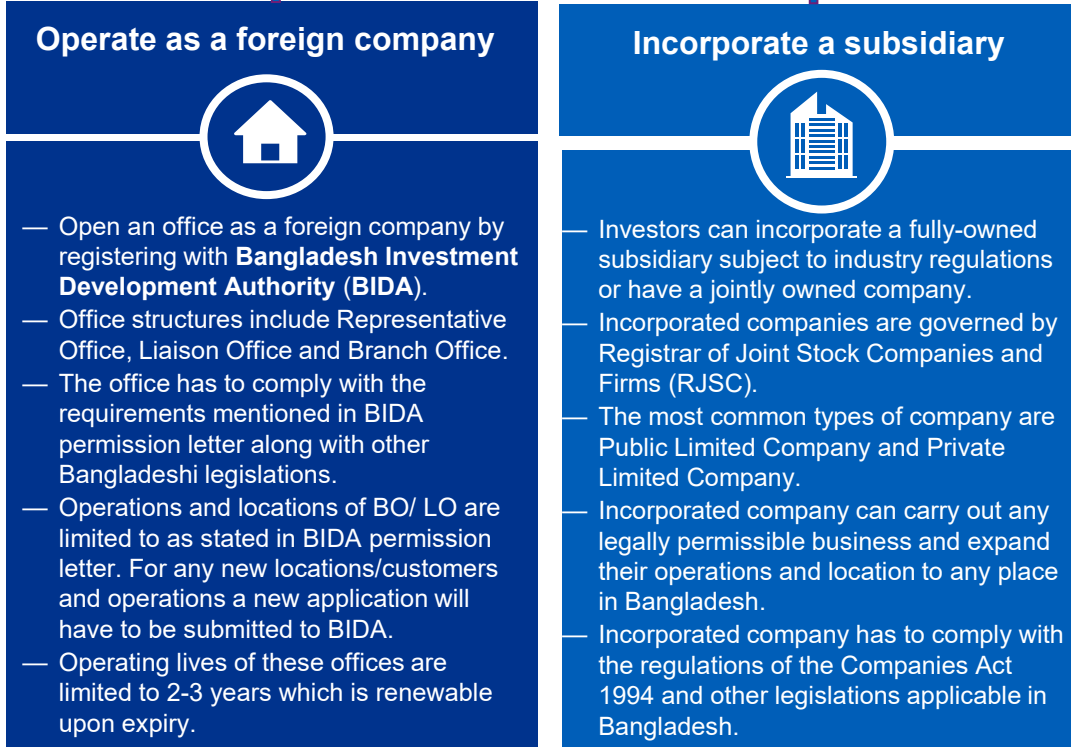 Operate as a foreign company
— Open an office as a foreign company by
registering with Bangladesh Investment
Development Authority (BIDA).
— Office structures include Representative
Office, Liaison Office and Branch Office.
— The office has to comply with the
requirements mentioned in BIDA
permission letter along with other
Bangladeshi legislations.
— Operations and locations of BO/ LO are
limited to as stated in BIDA permission
letter. For any new locations/customers
and operations a new application will
have to be submitted to BIDA.
— Operating lives of these offices are
limited to 2-3 years which is renewable
upon expiry.
Incorporate a subsidiary
— Investors can incorporate a fully-owned
subsidiary subject to industry regulations
or have a jointly owned company.
— Incorporated companies are governed by
Registrar of Joint Stock Companies and
Firms (RJSC).
— The most common types of company are
Public Limited Company and Private
Limited Company.
— Incorporated company can carry out any
legally permissible business and expand
their operations and location to any place
in Bangladesh.
— Incorporated company has to comply with
the regulations of the Companies Act
1994 and other legislations applicable in
Bangladesh.